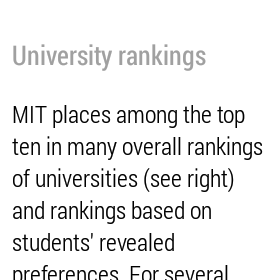 University rankings
MIT places among the top
ten in many overall rankings
of universities (see right)
and rankings based on
students' revealed
preferences. For several